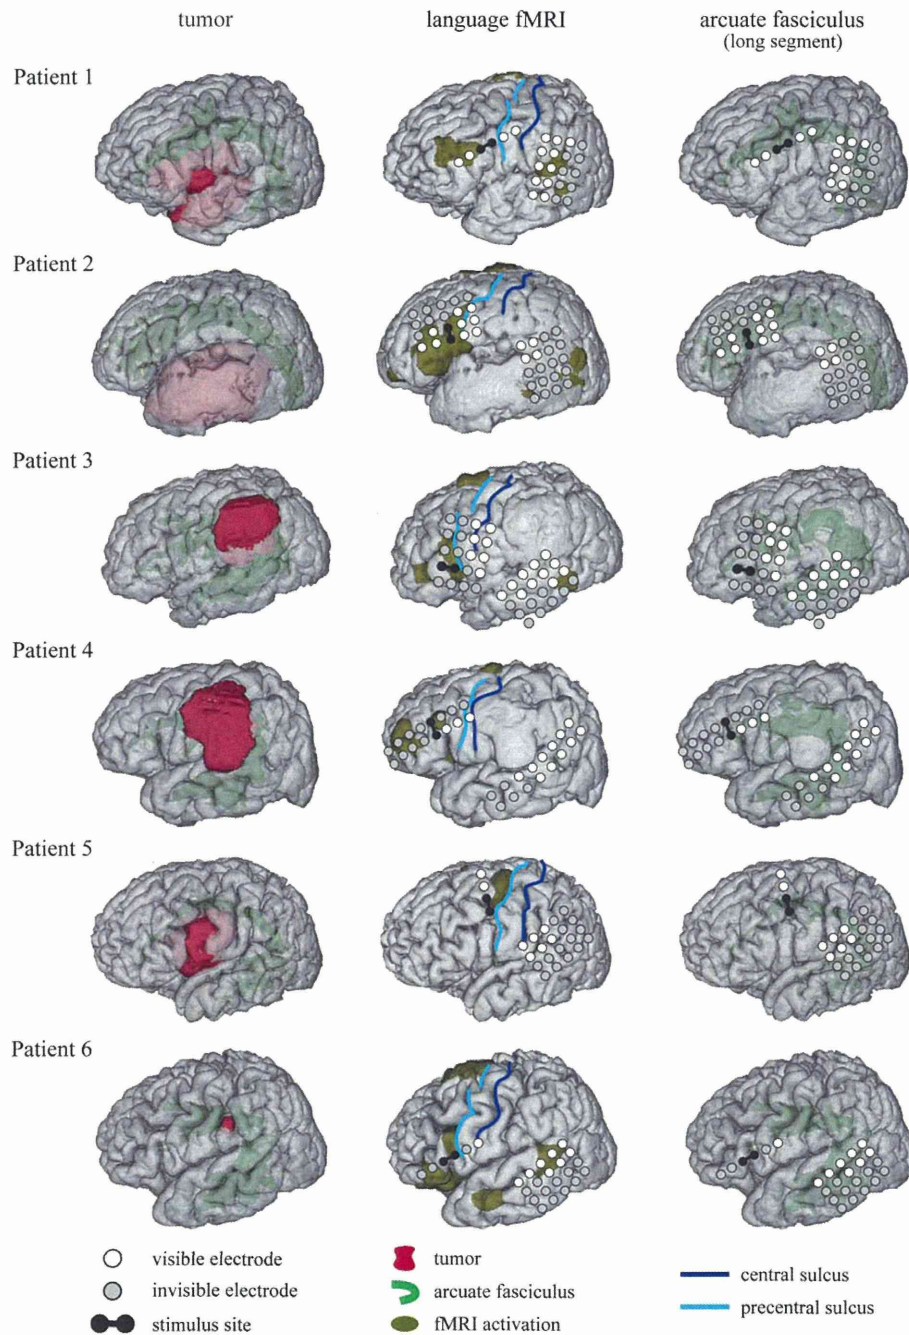 tumor
language fMRI
arcuate fasciculus
(long segment)
Patient 1
Patient 2
Patient 3
Patient 4
Patient 5
Patient 6
visible electrode
invisible electrode
stimulus site
tumor
arcuate fasciculus
fMRI activation
central sulcus
precentral sulcus